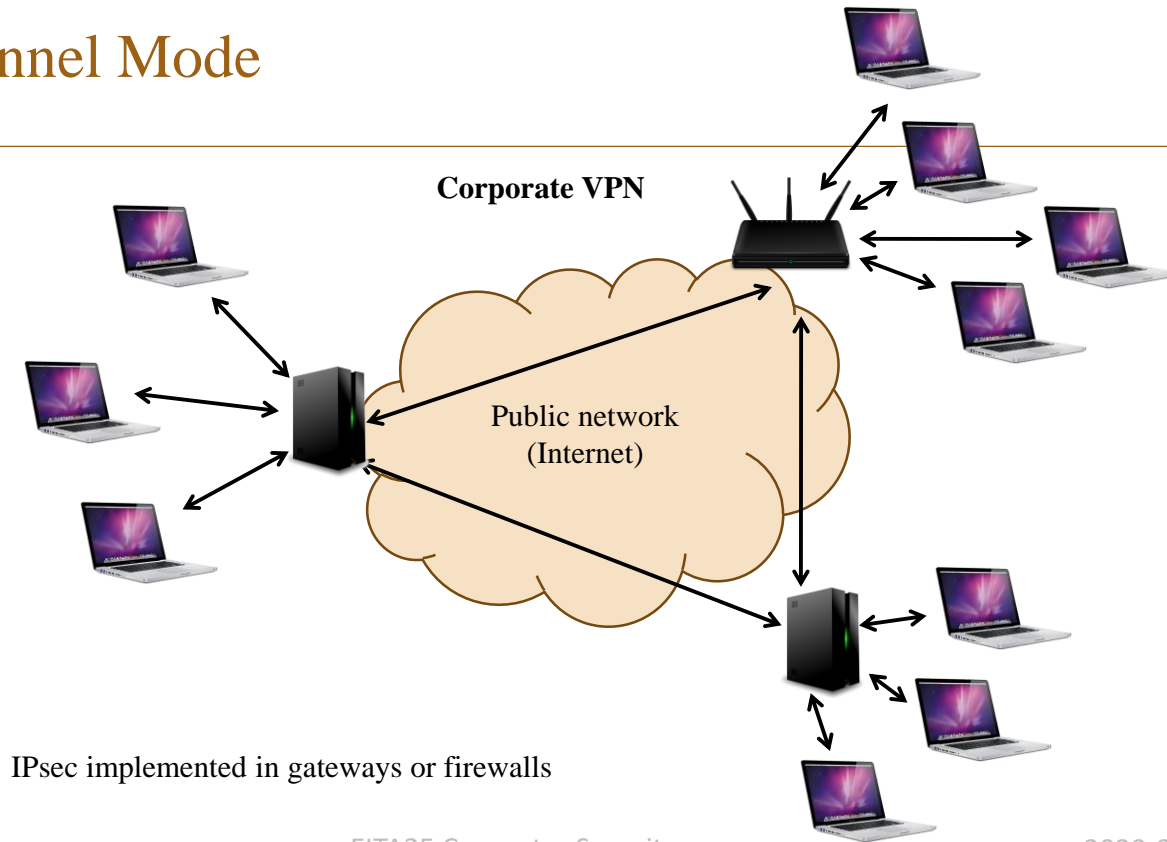 nnel Mode
Corporate VPN
Public network
(Internet)
IPsec implemented in gateways or firewalls